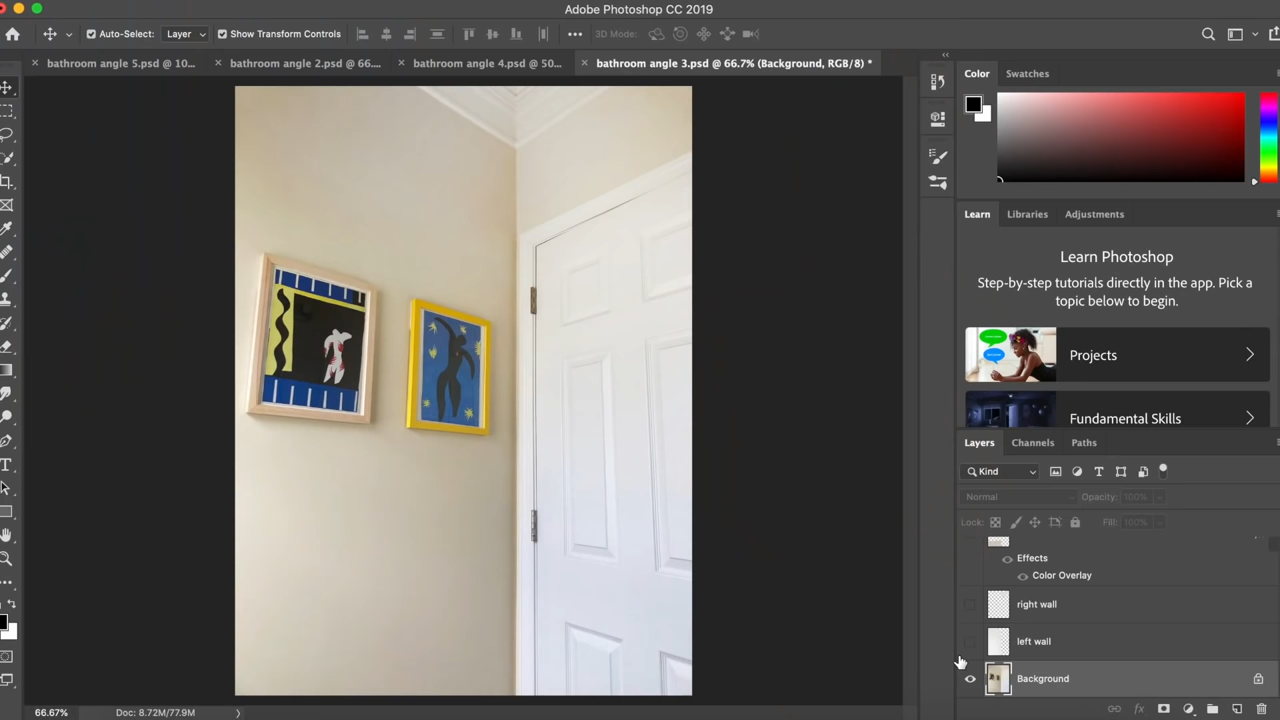 Adobe Photoshop CC 2019
Auto-Select: Layer Show Transform Controls ••• 3D Mode:
bathroom angle 5.psd @ 10... bathroom angle 2.psd @ 66.... bathroom angle 4.psd @ 50... bathroom angle 3.psd @ 66.7% (Background, RGB/8) *
Color Swatches
Learn Libraries Adjustments
Learn Photoshop
Step-by-step tutorials directly in the app. Pick a
topic below to begin.
Projects
Fundamental Skills
Layers Channels Paths
Kind
Normal Opacity: 100%
Lock: Fill: 100%
Effects
Color Overlay
right wall
left wall
Background
66.67% Doc: 8.72M/77.9M